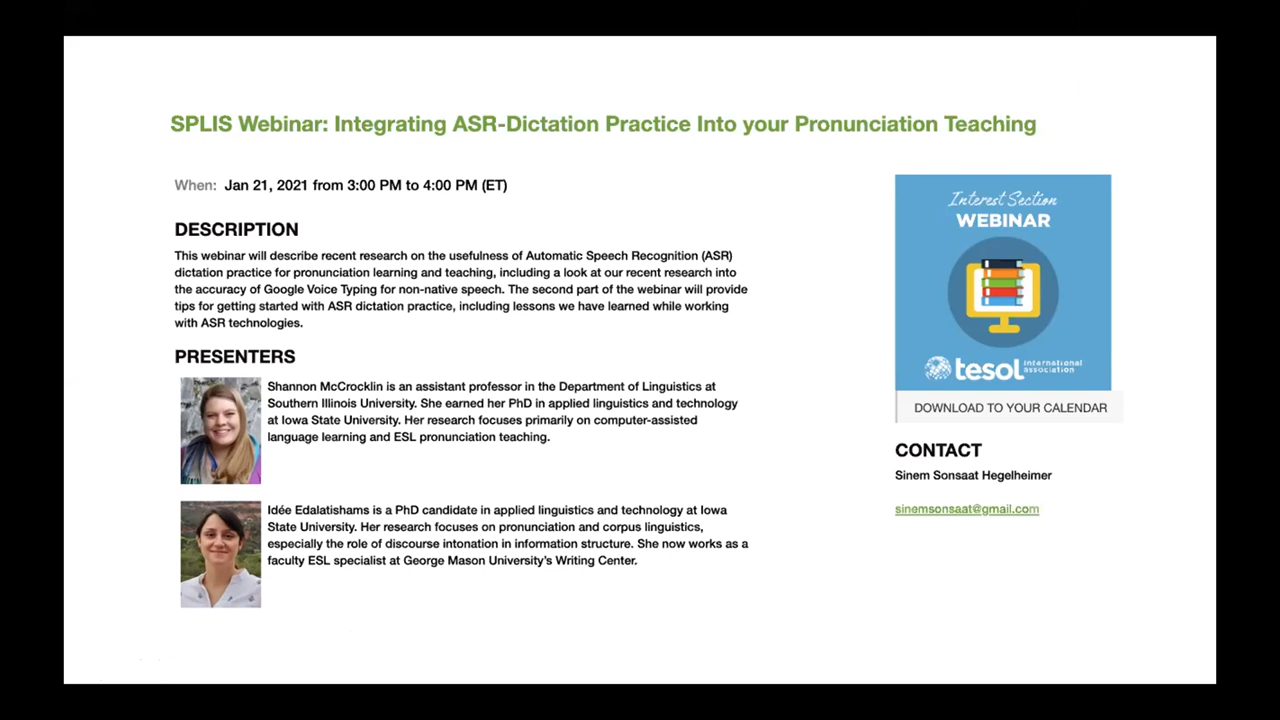 SPLIS Webinar: Integrating ASR-Dictation Practice Into your Pronunciation Teaching
When: Jan 21, 2021 from 3:00 PM to 4:00 PM (ET)
DESCRIPTION
This webinar will describe recent research on the usefulness of Automatic Speech Recognition (ASR)
dictation practice for pronunciation learning and teaching, including a look at our recent research into
the accuracy of Google Voice Typing for non-native speech. The second part of the webinar will provide
tips for getting started with ASR dictation practice, including lessons we have learned while working
with ASR technologies.
PRESENTERS
Shannon McCrocklin is an assistant professor in the Department of Linguistics at
Southern Illinois University. She earned her PhD in applied linguistics and technology
at Iowa State University. Her research focuses primarily on computer-assisted
language learning and ESL pronunciation teaching.
Idée Edalatishams is a PhD candidate in applied linguistics and technology at Iowa
State University. Her research focuses on pronunciation and corpus linguistics,
especially the role of discourse intonation in information structure. She now works as a
faculty ESL specialist at George Mason University's Writing Center.
Interest Section
WEBINAR
tesol international
association
DOWNLOAD TO YOUR CALENDAR
CONTACT
Sinem Sonsaat Hegelheimer
sinemsonsaat@gmail.com